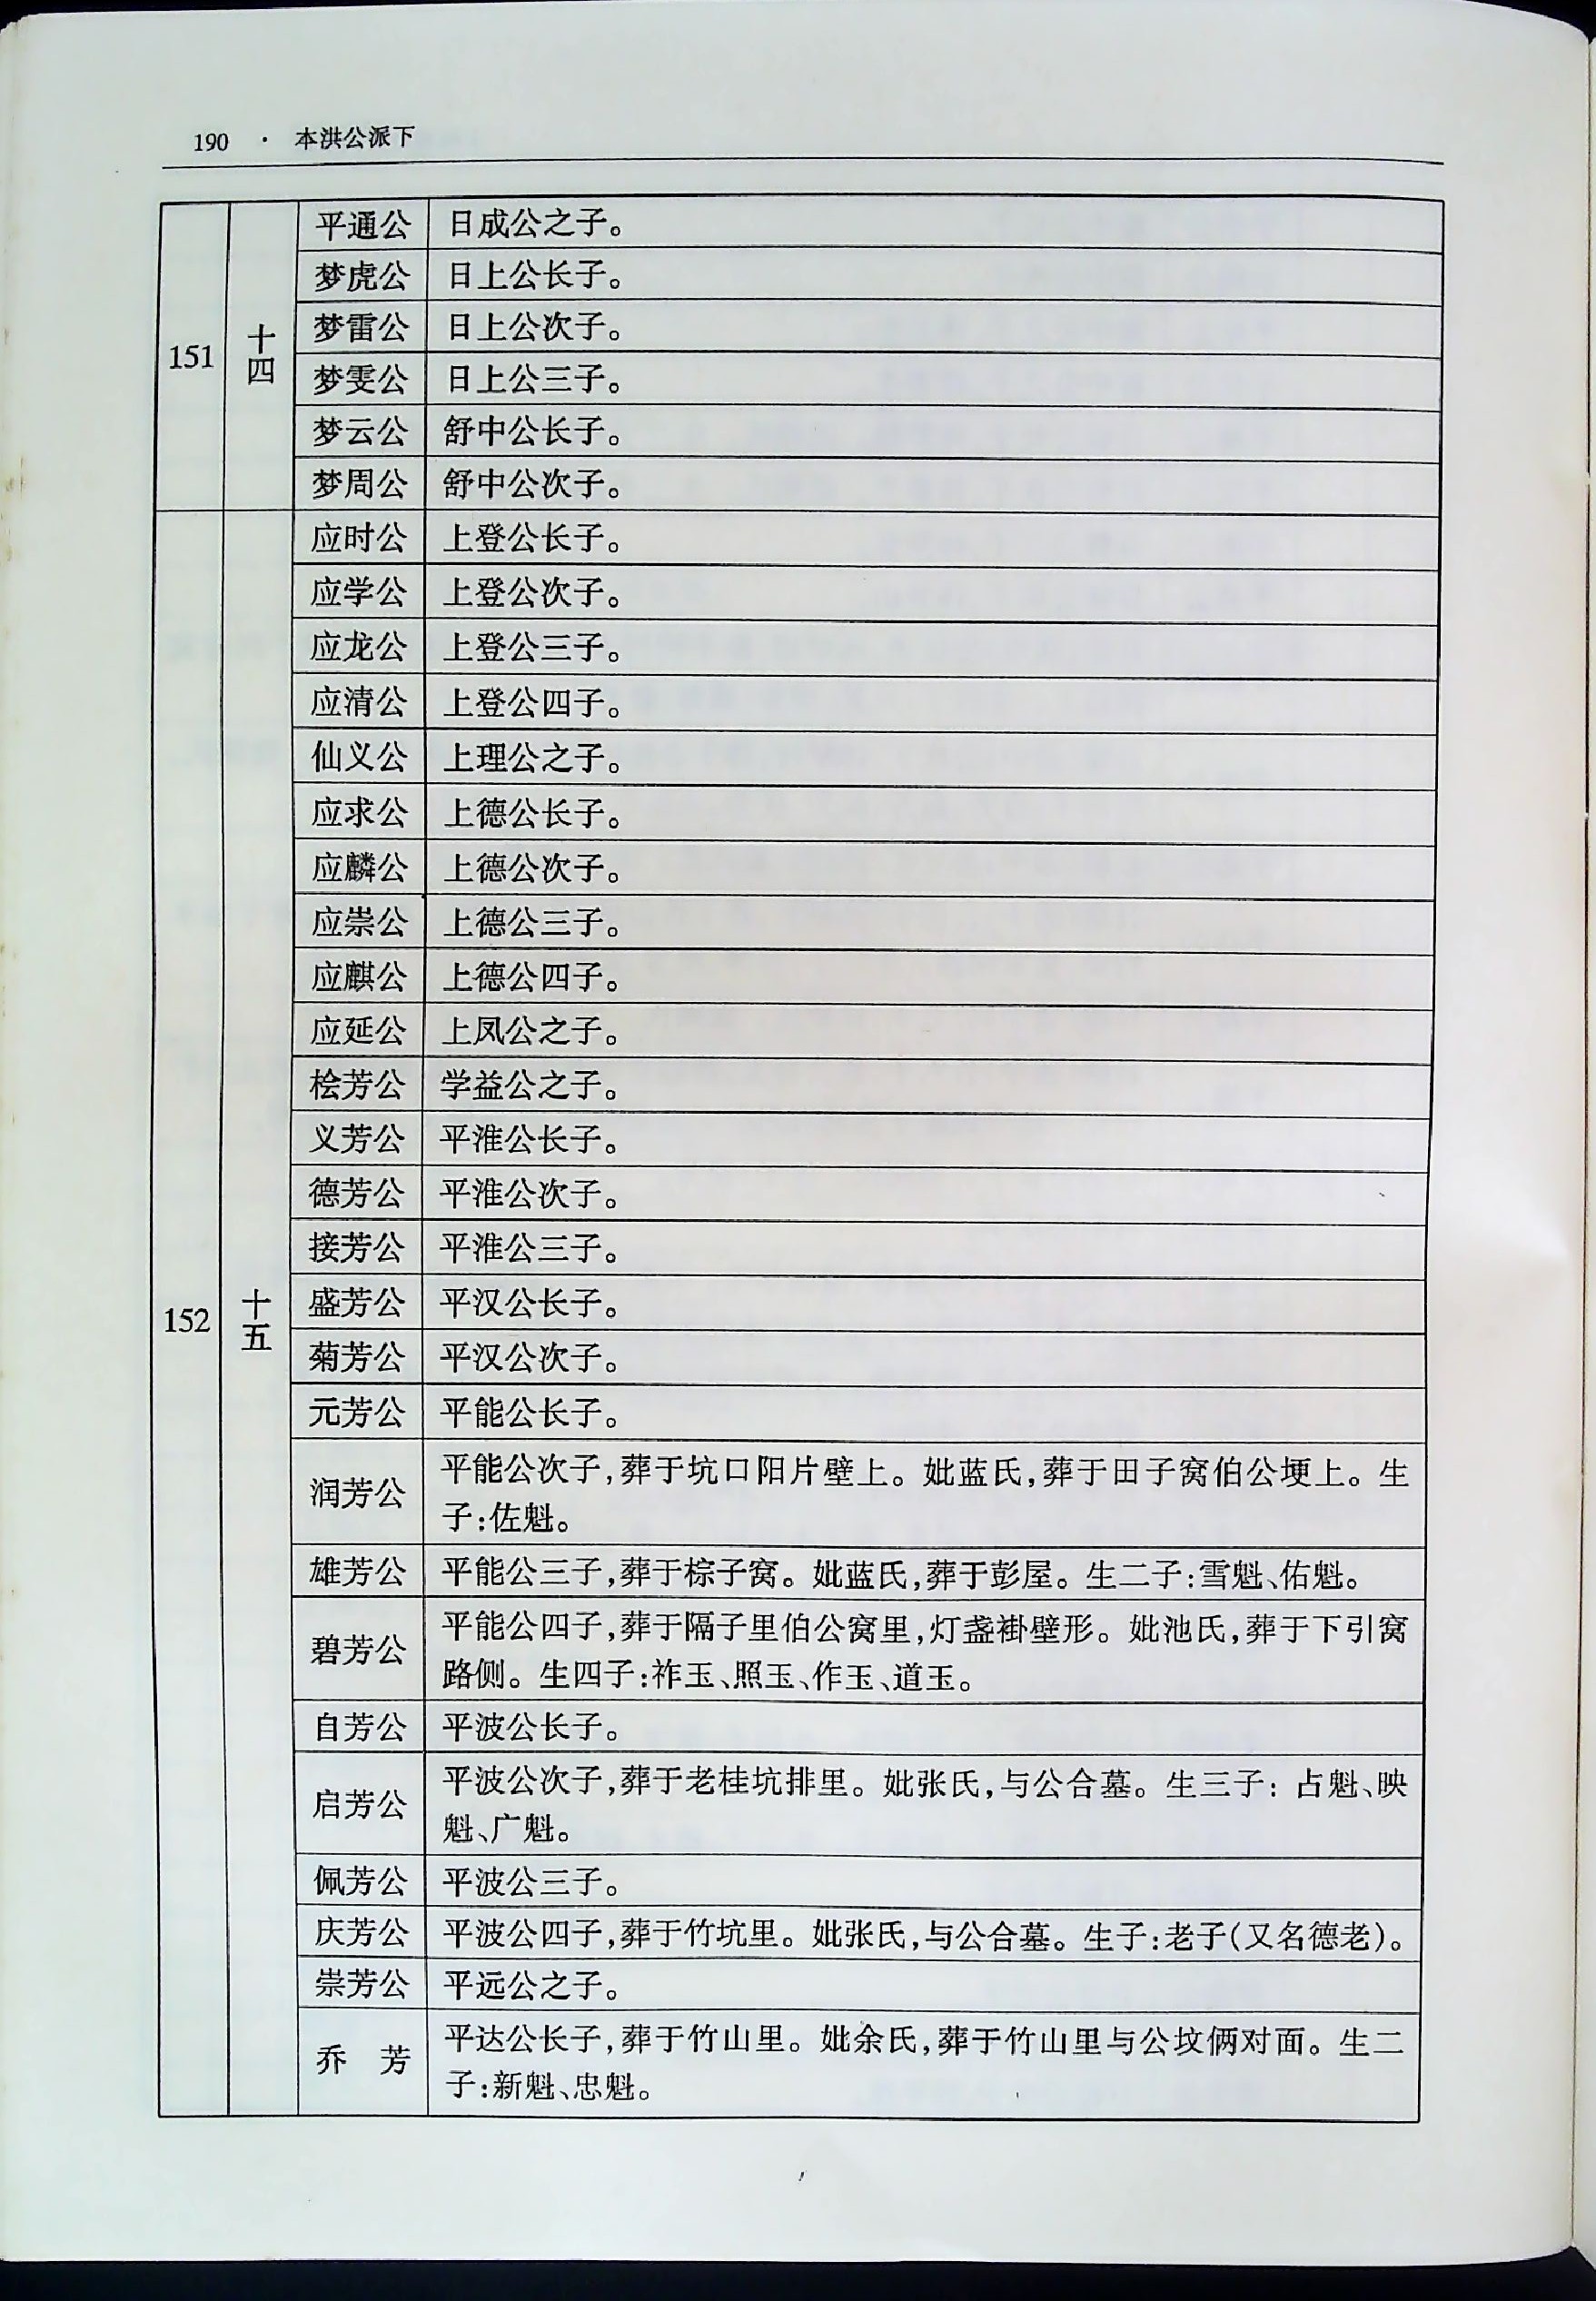 190 · 本洪公派下
151 十四
平通公 日成公之子。
梦虎公 日上公长子。
梦雷公 日上公次子。
梦雯公 日上公三子。
梦云公 舒中公长子。
梦周公 舒中公次子。
152 十五
应时公 上登公长子。
应学公 上登公次子。
应龙公 上登公三子。
应清公 上登公四子。
仙义公 上理公之子。
应求公 上德公长子。
应麟公 上德公次子。
应崇公 上德公三子。
应麒公 上德公四子。
应延公 上凤公之子。
桧芳公 学益公之子。
义芳公 平淮公长子。
德芳公 平淮公次子。
接芳公 平淮公三子。
盛芳公 平汉公长子。
菊芳公 平汉公次子。
元芳公 平能公长子。
润芳公 平能公次子,葬于坑口阳片壁上。妣蓝氏,葬于田子窝伯公埂上。生
子:佐魁。
雄芳公 平能公三子,葬于棕子窝。妣蓝氏,葬于彭屋。生二子:雪魁、佑魁。
碧芳公 平能公四子,葬于隔子里伯公窝里,灯盏褂壁形。妣池氏,葬于下引窝
路侧。生四子:祚玉、照玉、作玉、道玉。
自芳公 平波公长子。
启芳公 平波公次子,葬于老桂坑排里。妣张氏,与公合墓。生三子:占魁、映
魁、广魁。
佩芳公 平波公三子。
庆芳公 平波公四子,葬于竹坑里。妣张氏,与公合墓。生子:老子(又名德老)。
崇芳公 平远公之子。
乔 芳 平达公长子,葬于竹山里。妣余氏,葬于竹山里与公坟俩对面。生二
子:新魁、忠魁。